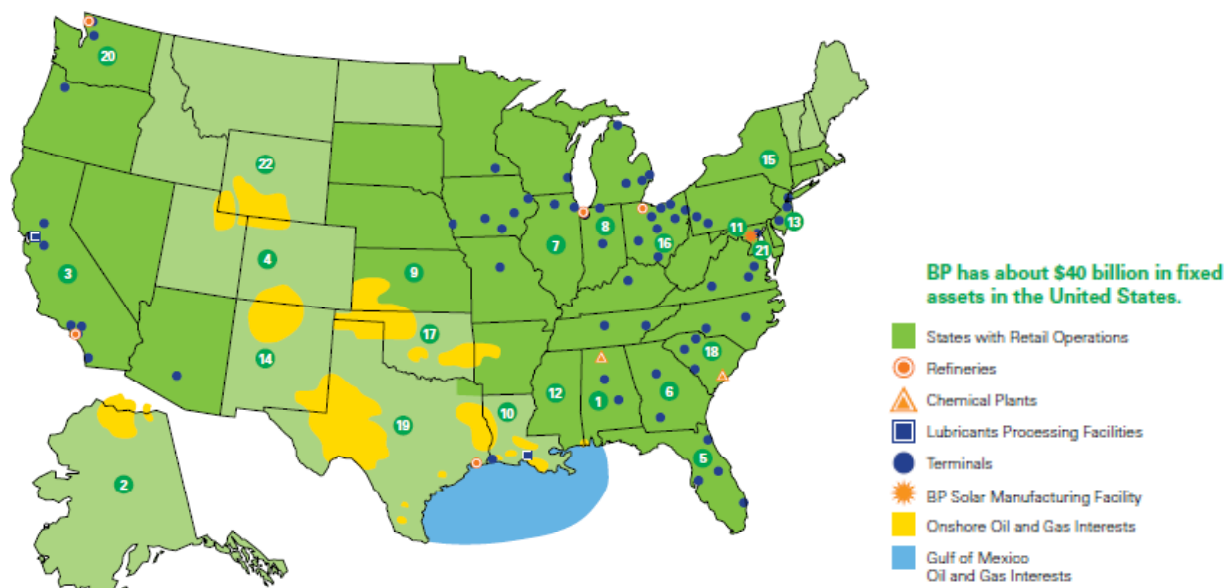 20
22
15
11
13
7
8
16
21
3
4
9
17
14
18
12
1
6
10
19
5
2
BP has about $40 billion in fixed
assets in the United States.
States with Retail Operations
Refineries
Chemical Plants
Lubricants Processing Facilities
Terminals
BP Solar Manufacturing Facility
Onshore Oil and Gas Interests
Gulf of Mexico
Oil and Gas Interests